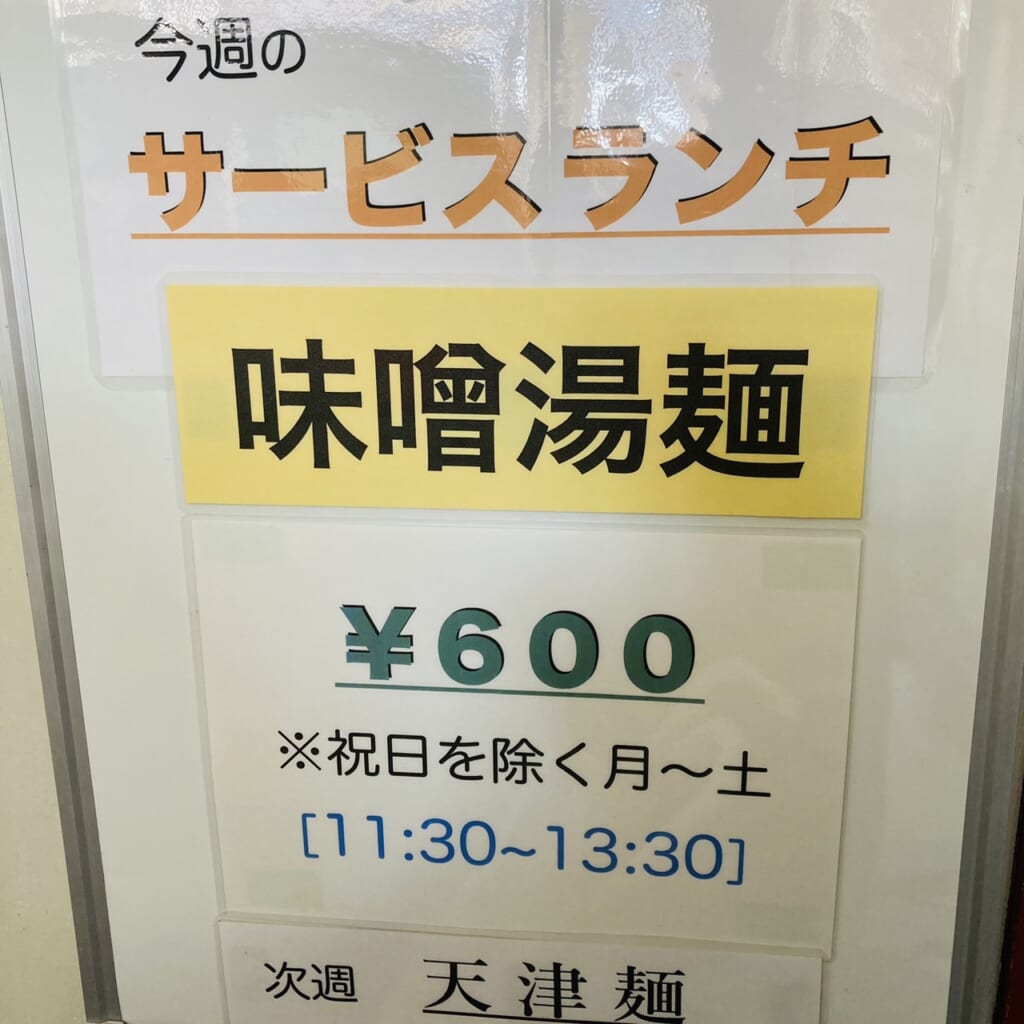 今週の
サービスランチ
味噌湯麺
¥600
※祝日を除く月〜土
[11:30~13:30]
次週 天津麺